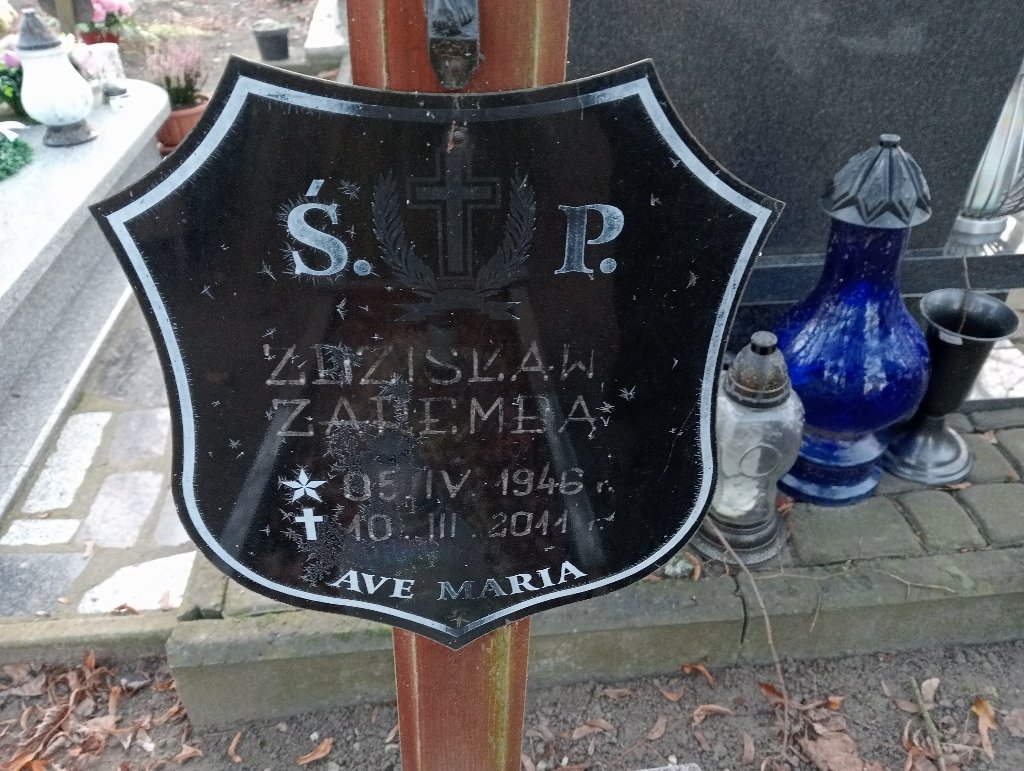 Ś. P.
ZDZISŁAW
ZAREMBA
05. IV. 1946 r.
10. III. 2011 r.
AVE MARIA